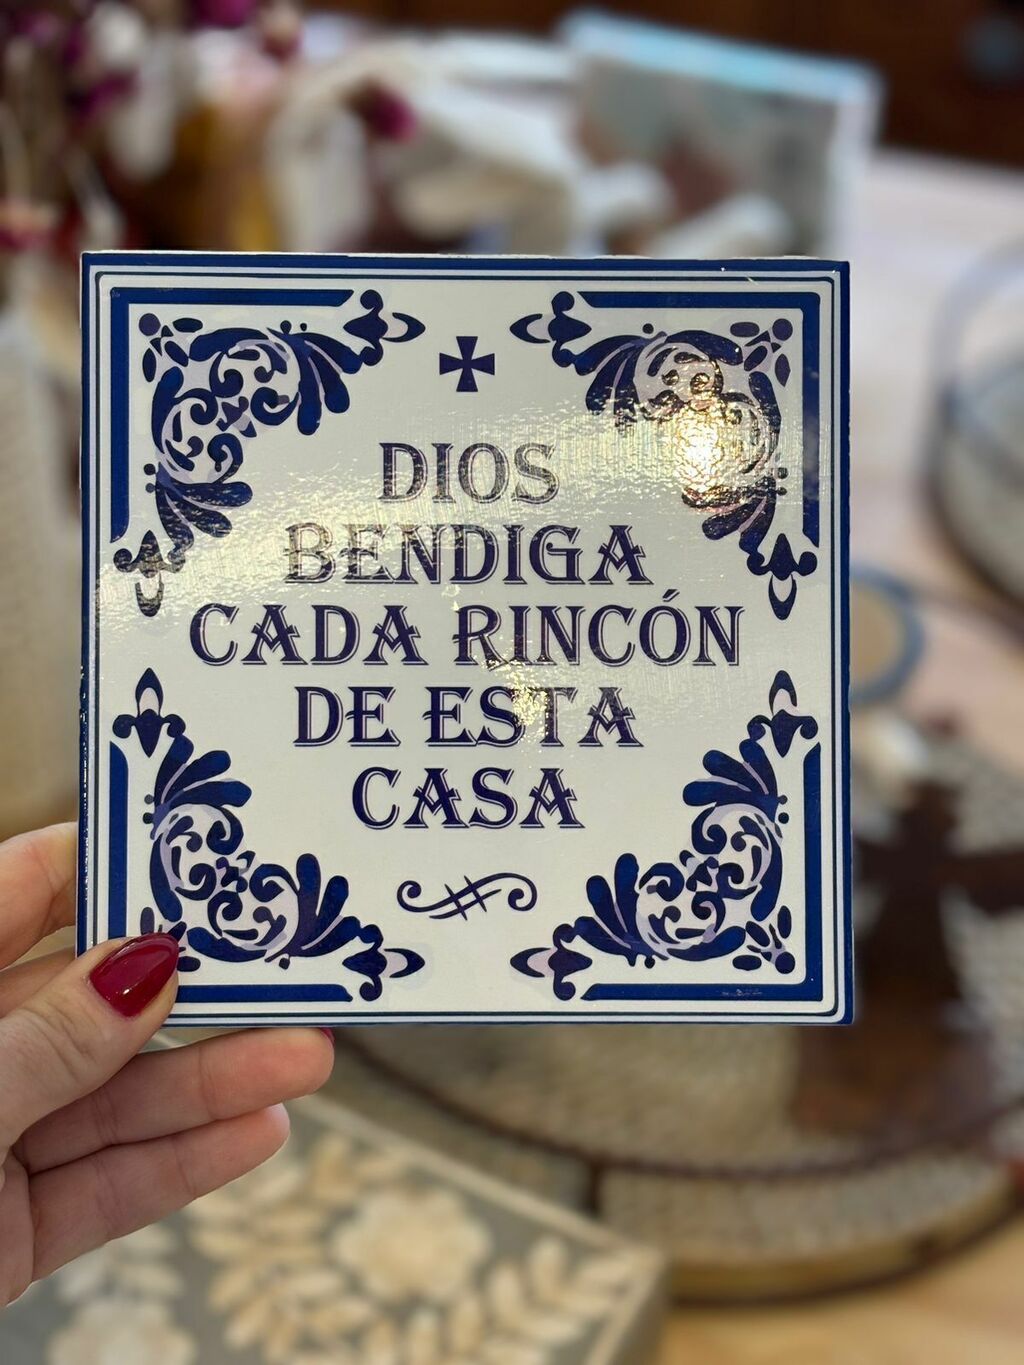 DIOS
BENDIGA
CADA RINCÓN
DE ESTA
CASA